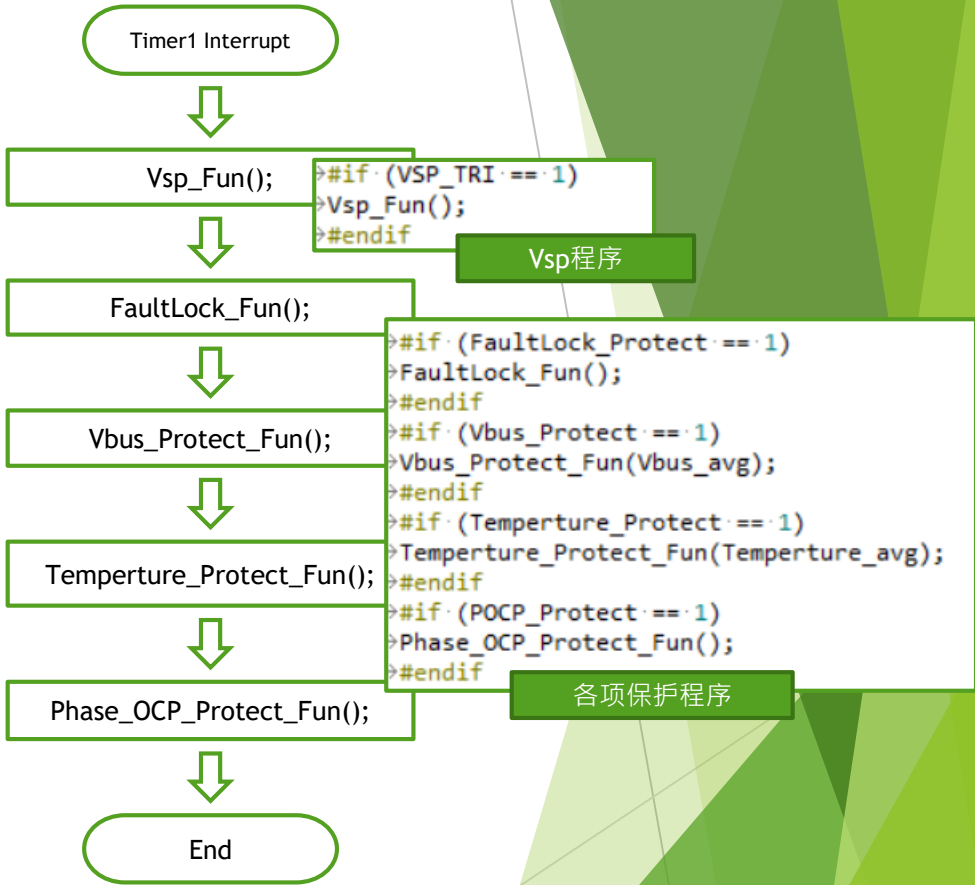 Timer1 Interrupt
Vsp_Fun();
#if (VSP_TRI == 1)
Vsp_Fun();
#endif
Vsp程序
FaultLock_Fun();
Vbus_Protect_Fun();
Temperture_Protect_Fun();
Phase_OCP_Protect_Fun();
#if (FaultLock_Protect == 1)
FaultLock_Fun();
#endif
#if (Vbus_Protect == 1)
Vbus_Protect_Fun(Vbus_avg);
#endif
#if (Temperture_Protect == 1)
Temperture_Protect_Fun(Temperture_avg);
#endif
#if (POCP_Protect == 1)
Phase_OCP_Protect_Fun();
#endif
各项保护程序
End